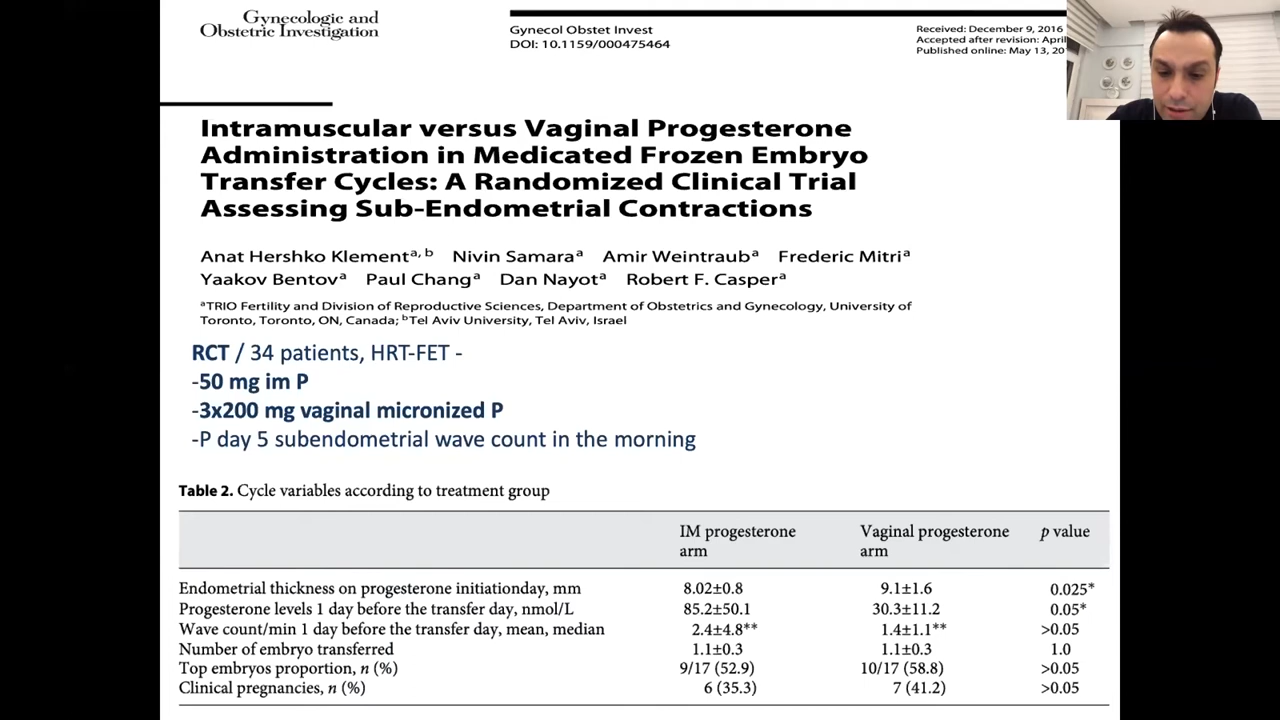 Gynecologic and
Obstetric Investigation
Gynecol Obstet Invest
DOI: 10.1159/000475464
Received: December 9, 2016
Accepted after revision: April
Published online: May 13, 20
Intramuscular versus Vaginal Progesterone
Administration in Medicated Frozen Embryo
Transfer Cycles: A Randomized Clinical Trial
Assessing Sub-Endometrial Contractions
Anat Hershko Klement a, b Nivin Samara a Amir Weintraub a Frederic Mitri a
Yaakov Bentov a Paul Chang a Dan Nayot a Robert F. Casper a
a TRIO Fertility and Division of Reproductive Sciences, Department of Obstetrics and Gynecology, University of
Toronto, Toronto, ON, Canada; b Tel Aviv University, Tel Aviv, Israel
RCT / 34 patients, HRT-FET -
-50 mg im P
-3x200 mg vaginal micronized P
-P day 5 subendometrial wave count in the morning
Table 2. Cycle variables according to treatment group
IM progesterone arm Vaginal progesterone arm p value
Endometrial thickness on progesterone initiationday, mm 8.02±0.8 9.1±1.6 0.025*
Progesterone levels 1 day before the transfer day, nmol/L 85.2±50.1 30.3±11.2 0.05*
Wave count/min 1 day before the transfer day, mean, median 2.4±4.8** 1.4±1.1** >0.05
Number of embryo transferred 1.1±0.3 1.1±0.3 1.0
Top embryos proportion, n (%) 9/17 (52.9) 10/17 (58.8) >0.05
Clinical pregnancies, n (%) 6 (35.3) 7 (41.2) >0.05